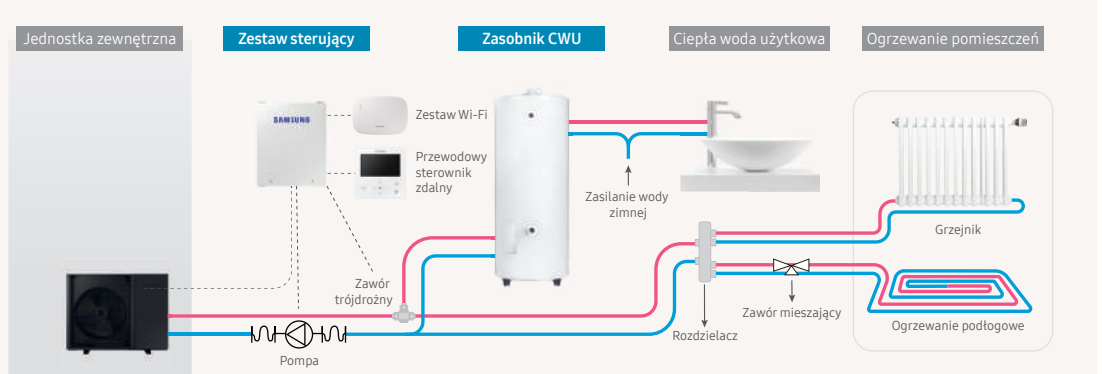 Jednostka zewnętrzna
Zestaw sterujący
Zasobnik CWU
Ciepła woda użytkowa
Ogrzewanie pomieszczeń
SAMSUNG
Zestaw Wi-Fi
Przewodowy
sterownik
zdalny
Zasilanie wody
zimnej
Grzejnik
Zawór
trójdrożny
Zawór mieszający
Rozdzielacz
Ogrzewanie podłogowe
Pompa